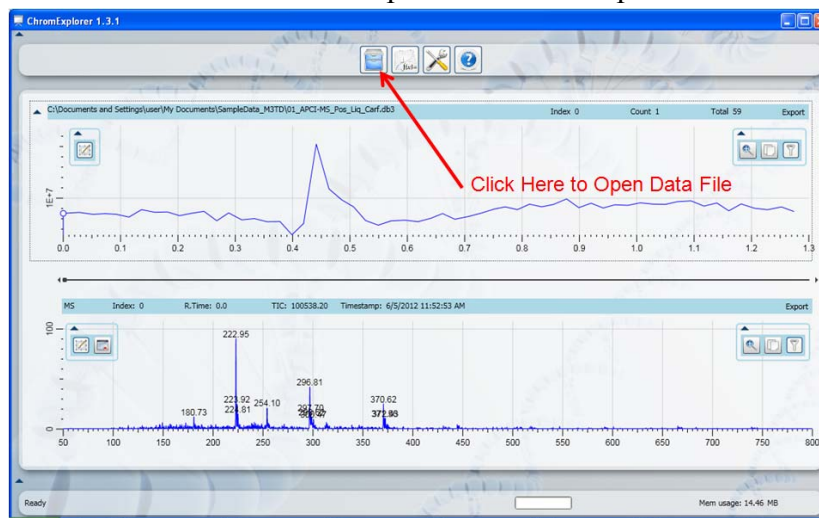 ChromExplorer 1.3.1
C:\Documents and Settings\user\My Documents\SampleData_M3TD\01_APCI-MS_Pos_Liq_Carf.db3 Index 0 Count 1 Total 59 Export
Click Here to Open Data File
1E+7
0.0 0.1 0.2 0.3 0.4 0.5 0.6 0.7 0.8 0.9 1.0 1.1 1.2 1.3
MS Index: 0 R.Time: 0.0 TIC: 100538.20 Timestamp: 6/5/2012 11:52:53 AM Export
100
222.95
296.81
370.62
223.92
224.81
254.10
180.73
0
50 100 150 200 250 300 350 400 450 500 550 600 650 700 750 800
Ready Mem usage: 14.46 MB